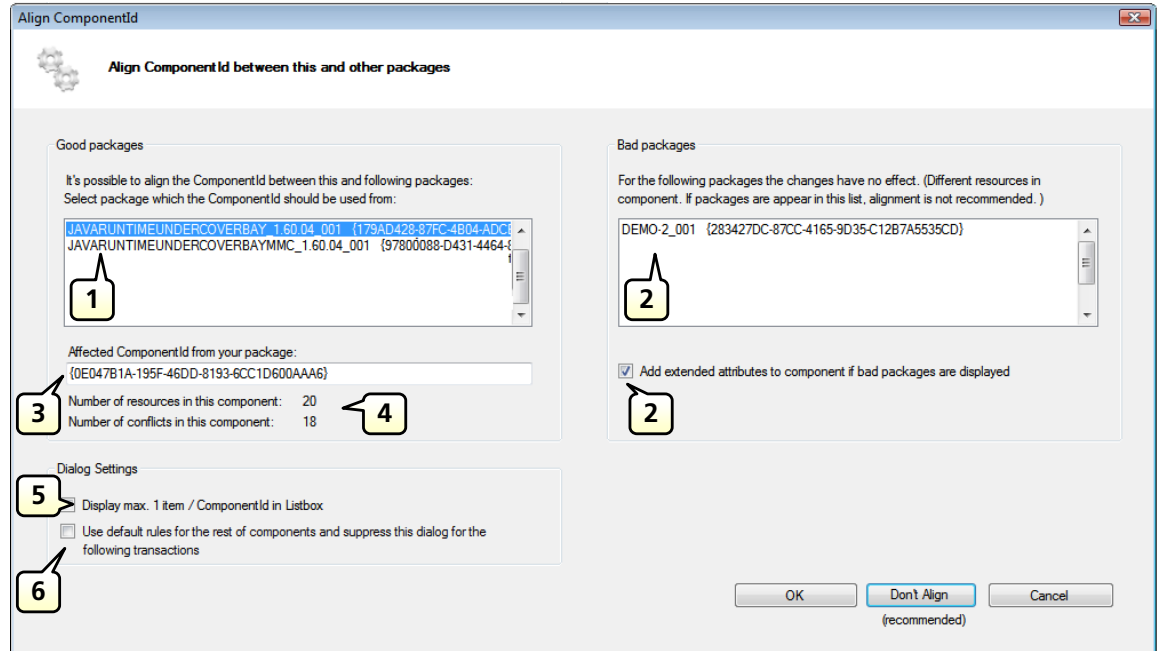 Align ComponentId
Align ComponentId between this and other packages
Good packages
It's possible to align the ComponentId between this and following packages:
Select package which the ComponentId should be used from:
JAVARUNTIMEUNDERCOVERBAY_1.60.04_001 {179AD428-87FC-4B04-ADCE
JAVARUNTIMEUNDERCOVERBAYMMC_1.60.04_001 {97800088-D431-4464-8
1
Affected ComponentId from your package:
{0E047B1A-195F-46DD-8193-6CC1D600AAA6}
3
Number of resources in this component: 20
4
Number of conflicts in this component: 18
Bad packages
For the following packages the changes have no effect. (Different resources in
component. If packages are appear in this list, alignment is not recommended. )
DEMO-2_001 {283427DC-87CC-4165-9D35-C12B7A5535CD}
2
Add extended attributes to component if bad packages are displayed
2
Dialog Settings
5
Display max. 1 item / ComponentId in Listbox
Use default rules for the rest of components and suppress this dialog for the
following transactions
6
OK
Don't Align
Cancel
(recommended)